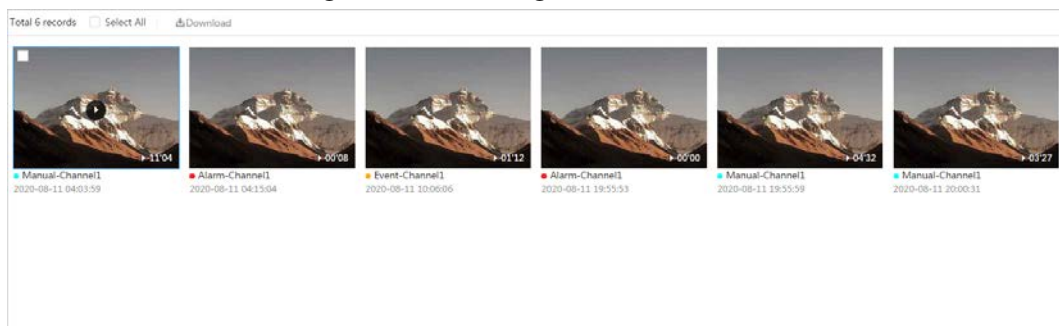 Total 6 records Select All Download
11'04 00'08 01'12 00'00 04'32 03'27
Manual-Channel1 Alarm-Channel1 Event-Channel1 Alarm-Channel1 Manual-Channel1 Manual-Channel1
2020-08-11 04:03:59 2020-08-11 04:15:04 2020-08-11 10:06:06 2020-08-11 19:55:53 2020-08-11 19:55:59 2020-08-11 20:00:31